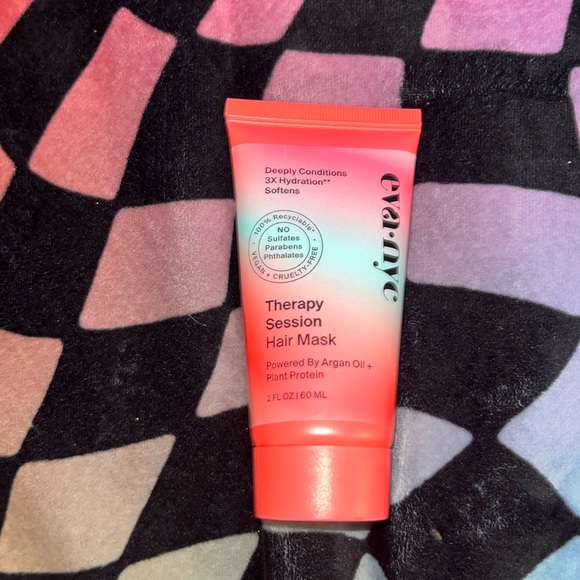 Deeply Conditions
3X Hydration**
Softens
eva·nyc
100% Recyclable*
NO
Sulfates
Parabens
Phthalates
VEGAN + CRUELTY-FREE
Therapy
Session
Hair Mask
Powered By Argan Oil +
Plant Protein
2 FL OZ | 60 ML